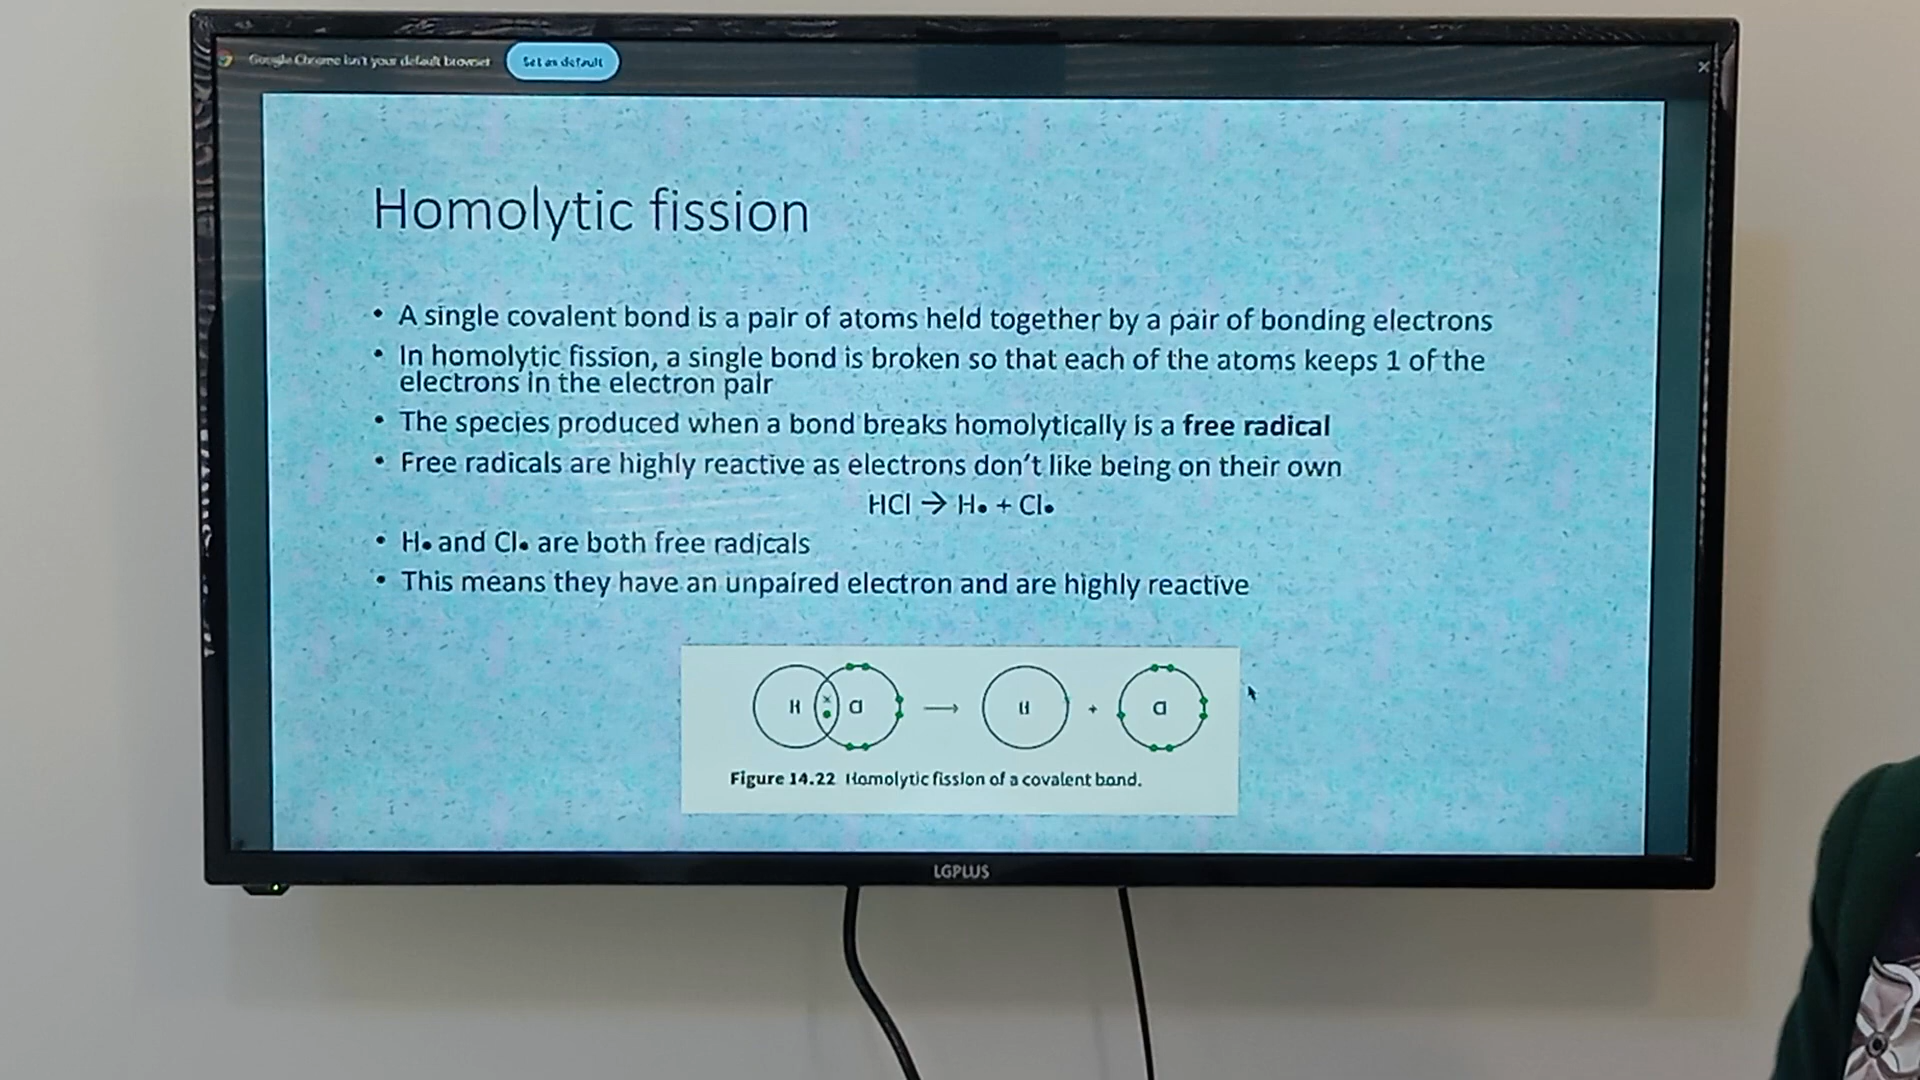 Google Chrome isn't your default browser Set as default
Homolytic fission
• A single covalent bond is a pair of atoms held together by a pair of bonding electrons
• In homolytic fission, a single bond is broken so that each of the atoms keeps 1 of the
electrons in the electron pair
• The species produced when a bond breaks homolytically is a free radical
• Free radicals are highly reactive as electrons don't like being on their own
HCl → H• + Cl•
• H• and Cl• are both free radicals
• This means they have an unpaired electron and are highly reactive
H Cl → H + Cl
Figure 14.22 Homolytic fission of a covalent bond.
LGPLUS